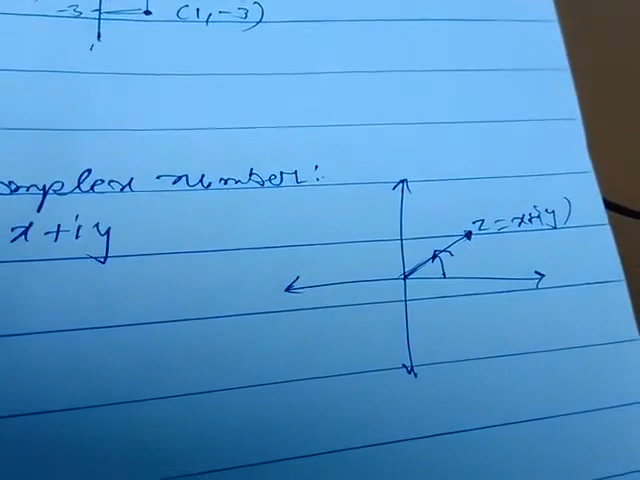 -3 (1,-3)
omplex number:
x+iy
z=x+iy)